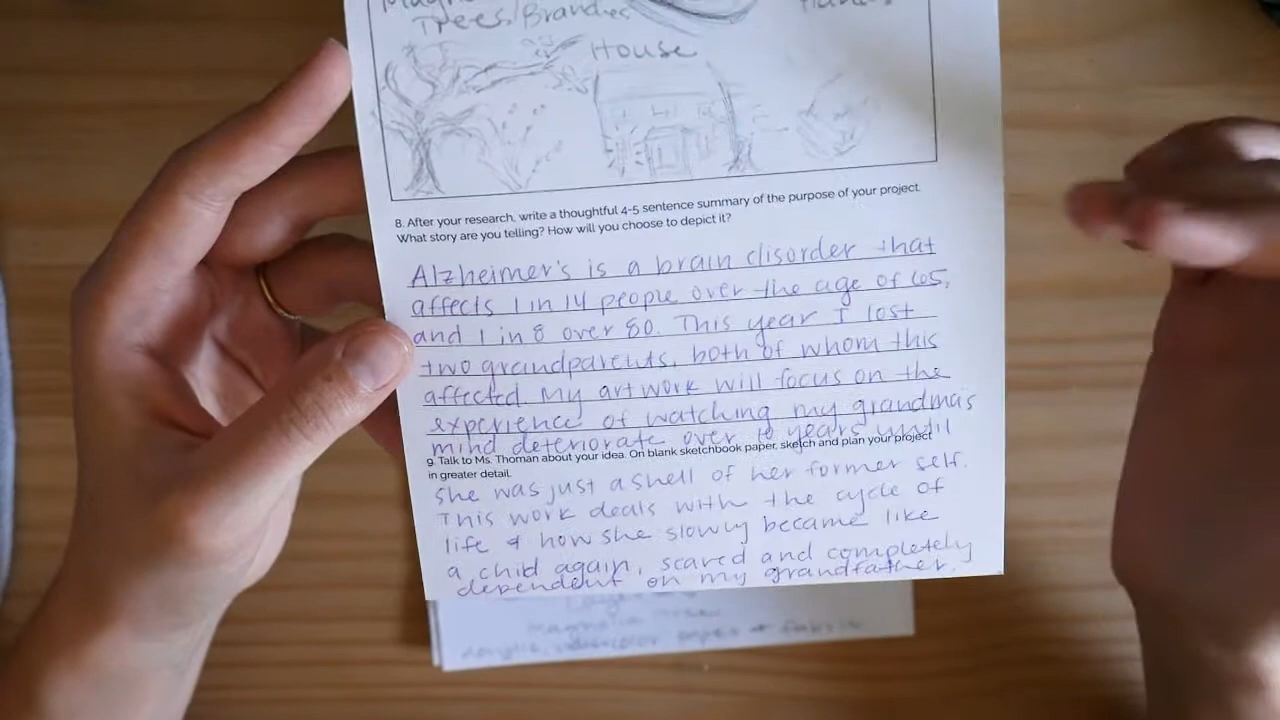 Trees/Branches
House
8. After your research, write a thoughtful 4-5 sentence summary of the purpose of your project.
What story are you telling? How will you choose to depict it?
Alzheimer's is a brain disorder that
affects 1 in 14 people over the age of 65,
and 1 in 8 over 80. This year I lost
two grandparents, both of whom this
affected. My artwork will focus on the
experience of watching my grandmas
mind deteriorate over 10 years until
9. Talk to Ms. Thoman about your idea. On blank sketchbook paper, sketch and plan your project
in greater detail.
she was just a shell of her former self.
This work deals with the cycle of
life & how she slowly became like
a child again, scared and completely
dependent on my grandfather.